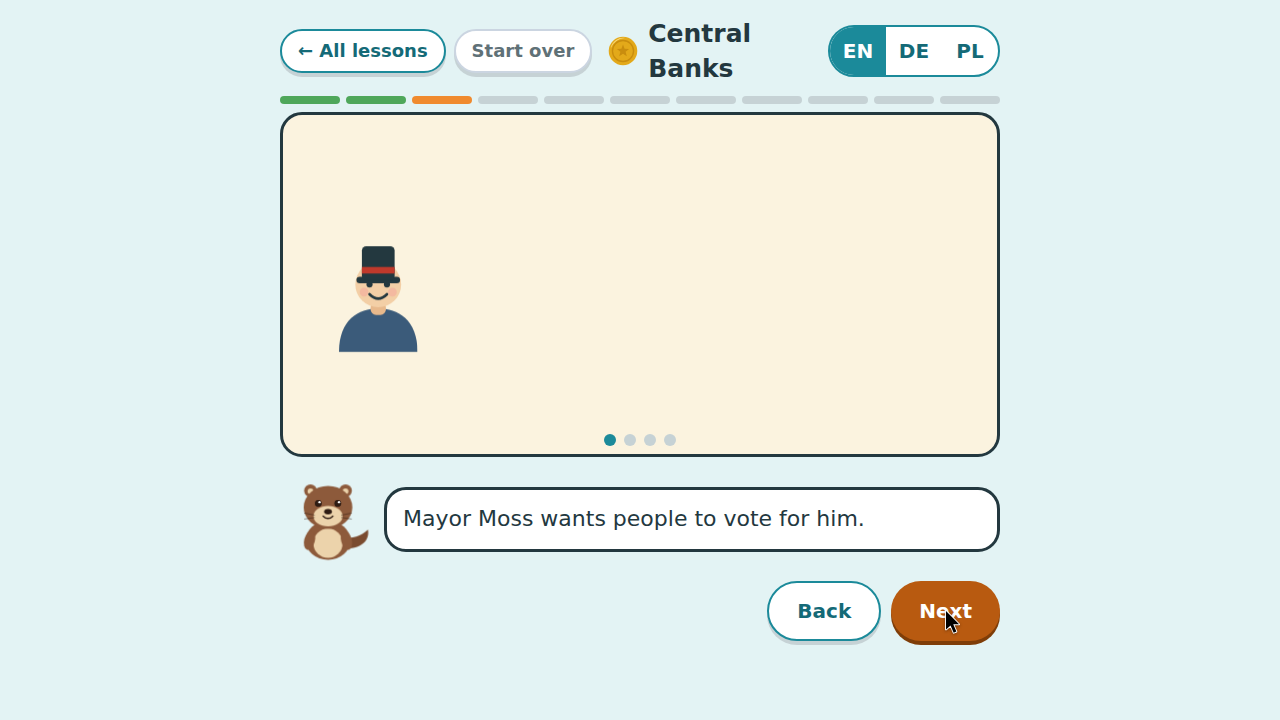 ← All lessons
Start over
Central
Banks
EN DE PL
Mayor Moss wants people to vote for him.
Back
Next